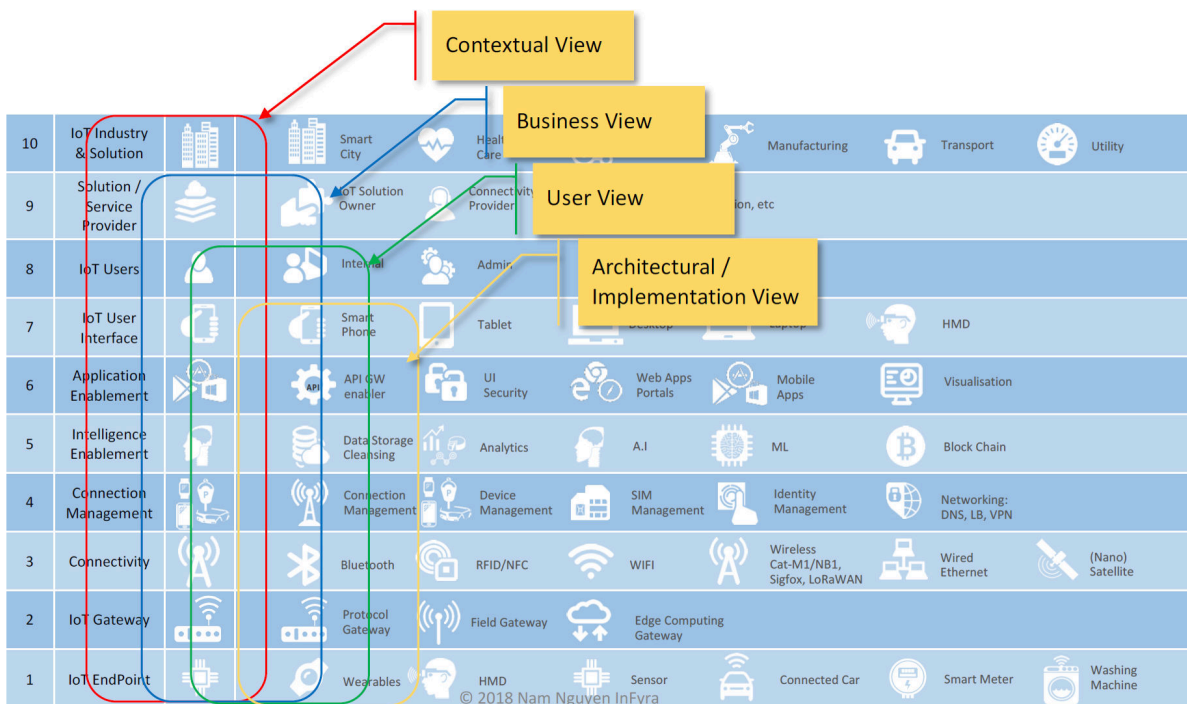 Contextual View
Business View
User View
Architectural /
Implementation View
10
IoT Industry
& Solution
Smart
City
Care
Manufacturing
Transport
Utility
9
Solution /
Service
Provider
IoT Solution
Owner
Connectivity
Provider
etc
8
IoT Users
Internal
Admin
7
IoT User
Interface
Smart
Phone
Tablet
Desktop
Laptop
HMD
6
Application
Enablement
API
API GW
enabler
UI
Security
Web Apps
Portals
Mobile
Apps
Visualisation
5
Intelligence
Enablement
Data Storage
Cleansing
Analytics
A.I
ML
Block Chain
4
Connection
Management
P
P
Connection
Management
Device
Management
SIM
Management
Identity
Management
Networking:
DNS, LB, VPN
3
Connectivity
Bluetooth
RFID/NFC
WIFI
Wireless
Cat-M1/NB1,
Sigfox, LoRaWAN
Wired
Ethernet
(Nano)
Satellite
2
IoT Gateway
Protocol
Gateway
Field Gateway
Edge Computing
Gateway
1
IoT EndPoint
Wearables
HMD
Sensor
Connected Car
Smart Meter
Washing
Machine
© 2018 Nam Nguyen InFyra